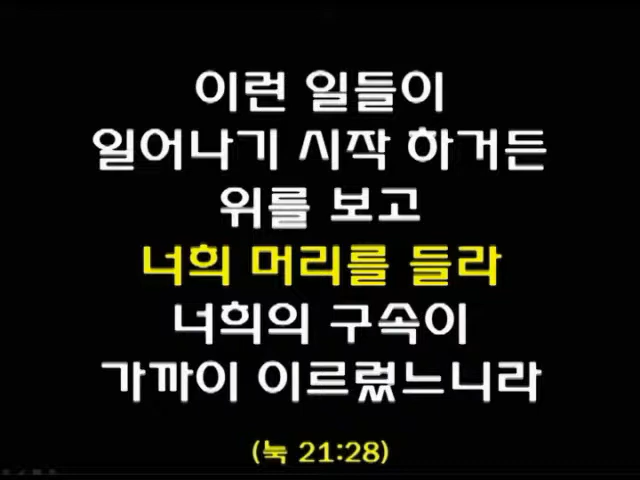 이런 일들이
일어나기 시작 하거든
위를 보고
너희 머리를 들라
너희의 구속이
가까이 이르렀느니라
(눅 21:28)